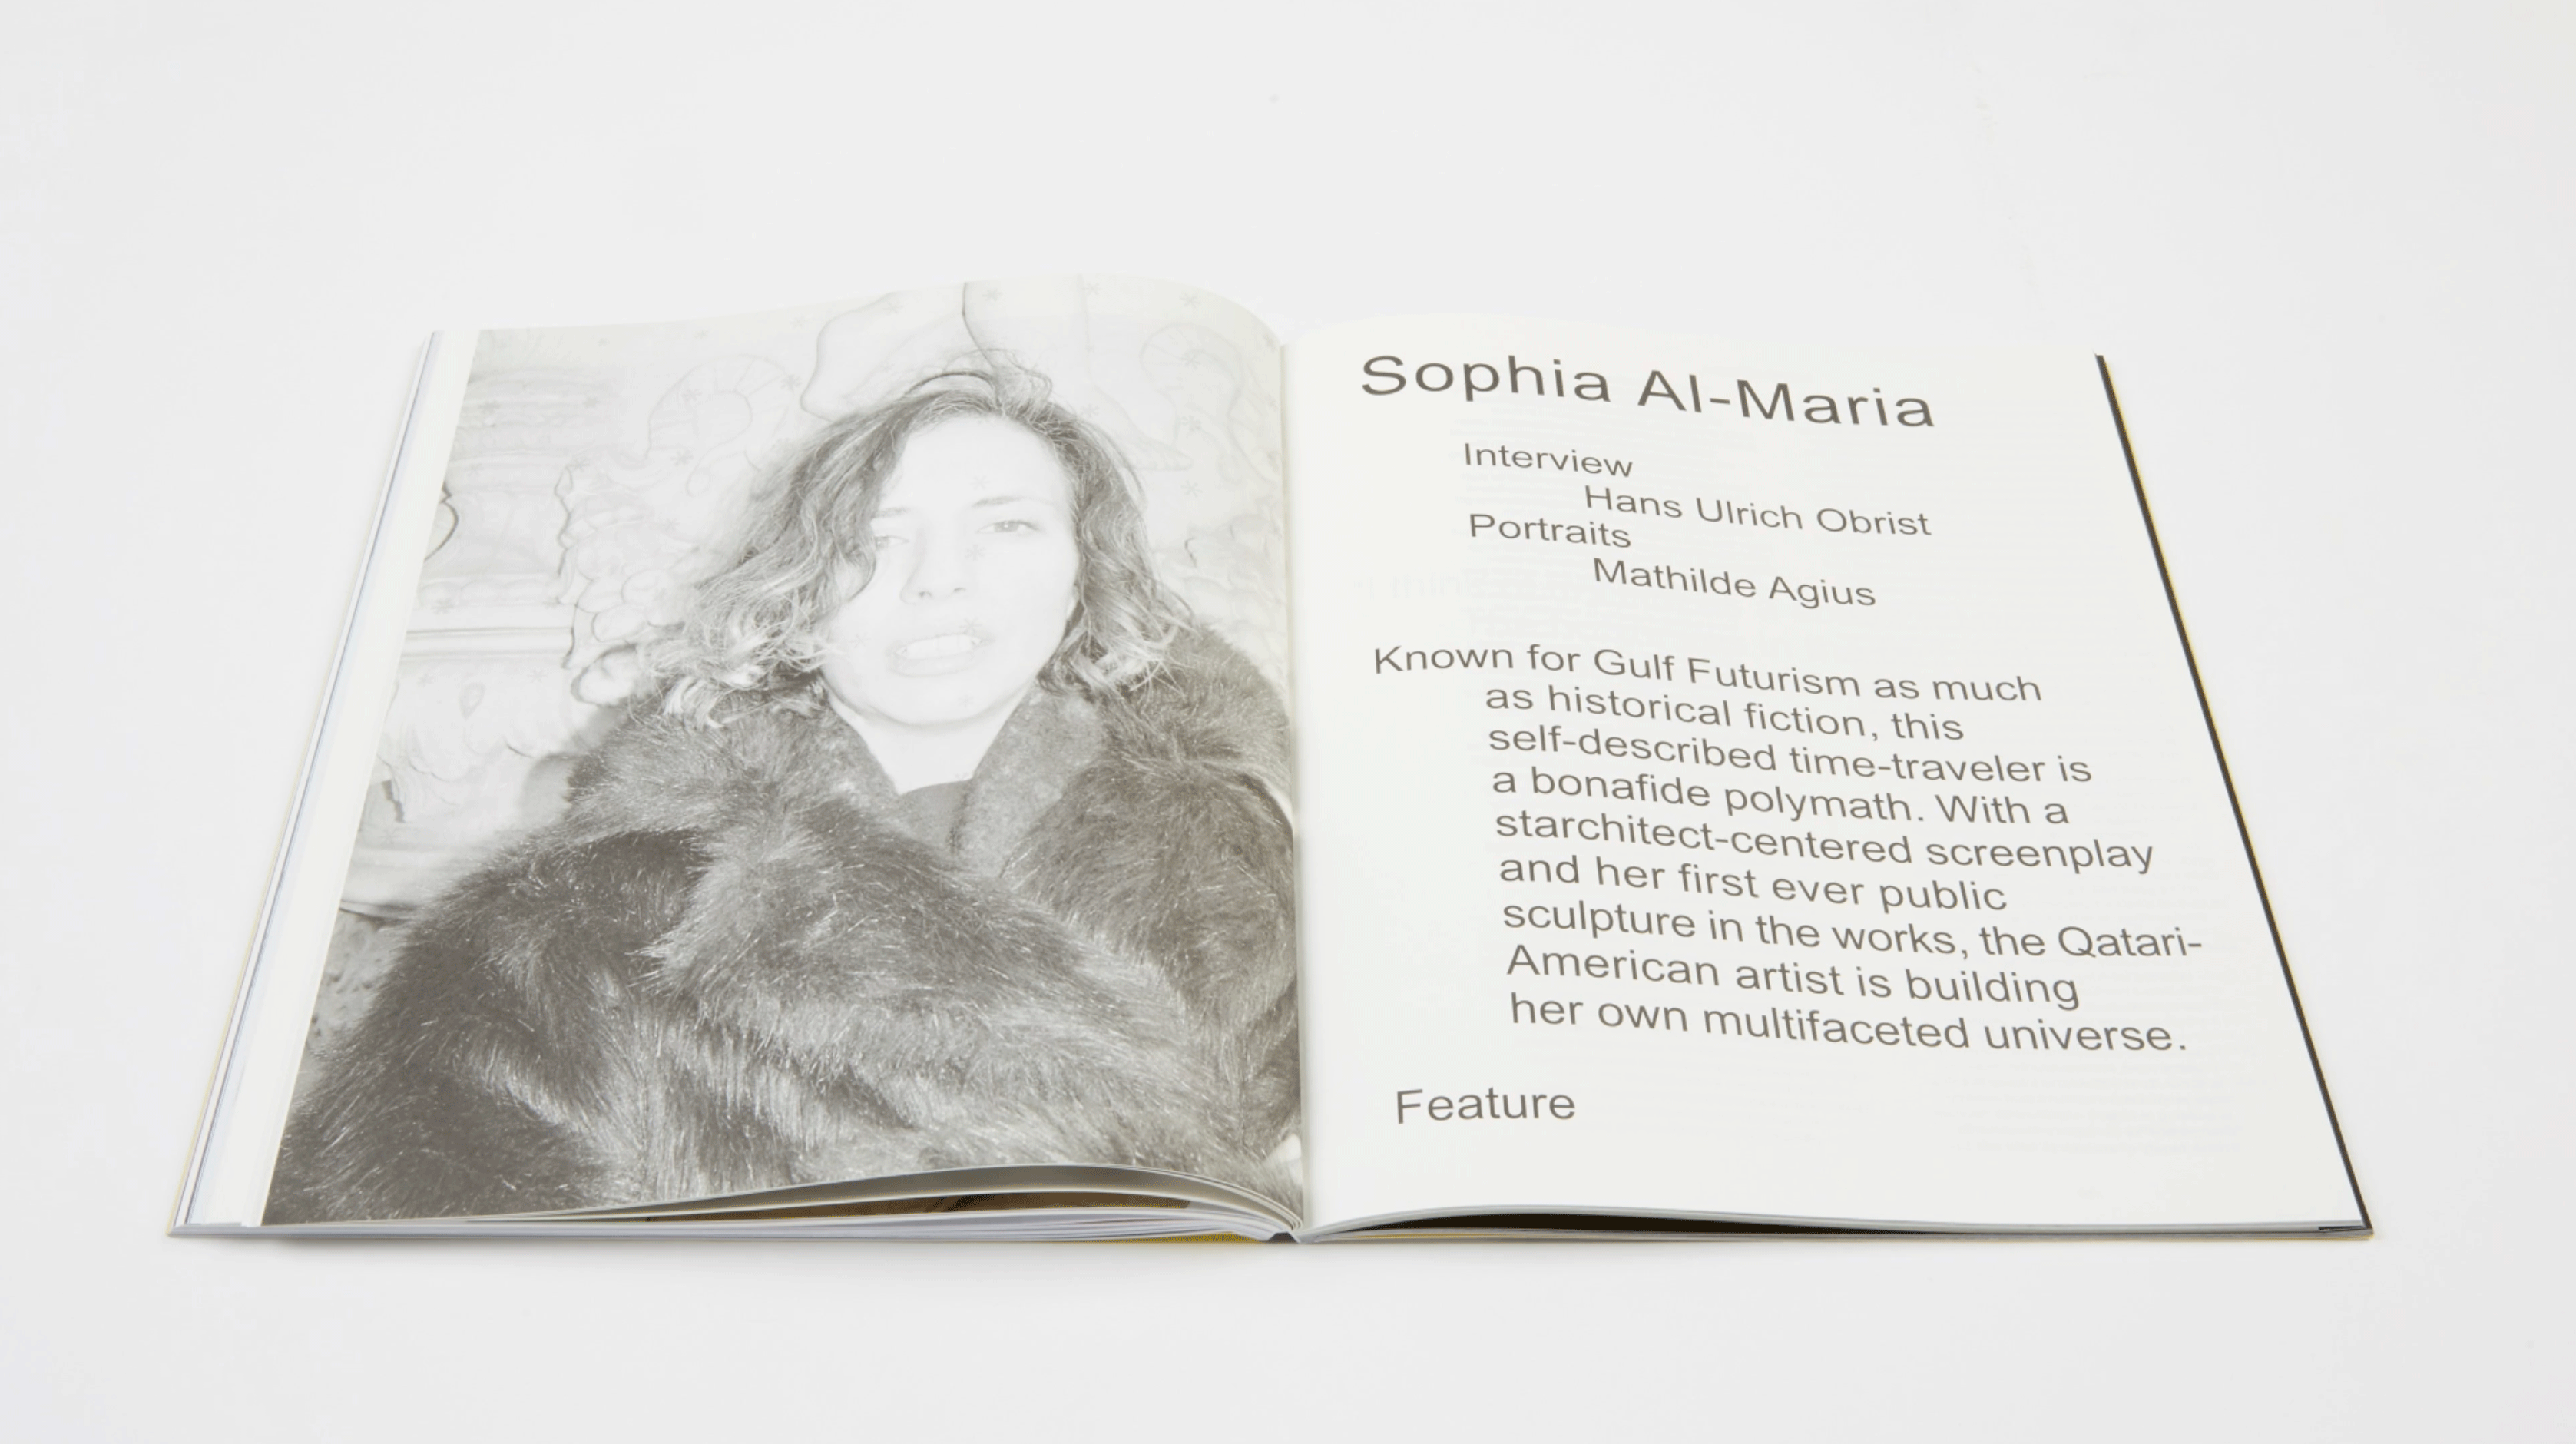 Sophia Al-Maria
Interview
Hans Ulrich Obrist
Portraits
Mathilde Agius
Known for Gulf Futurism as much
as historical fiction, this
self-described time-traveler is
a bonafide polymath. With a
starchitect-centered screenplay
and her first ever public
sculpture in the works, the Qatari-
American artist is building
her own multifaceted universe.
Feature